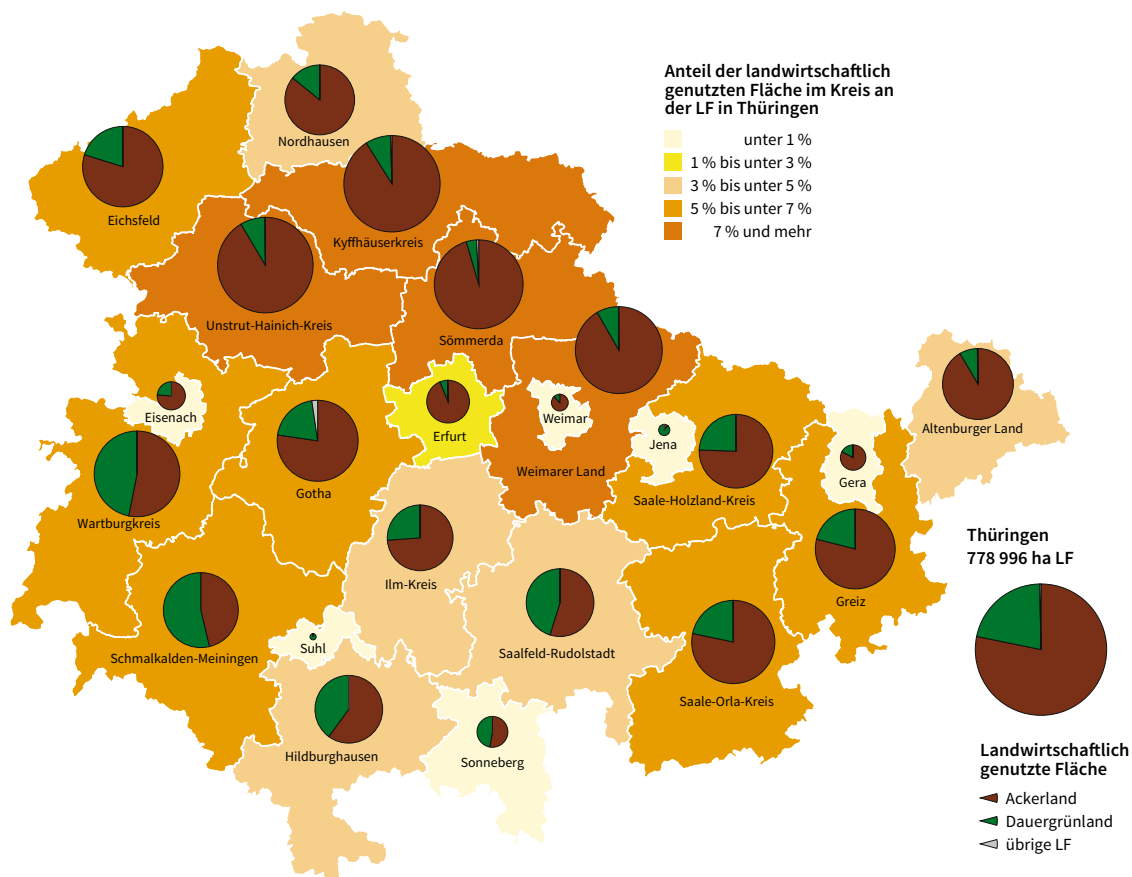 Anteil der landwirtschaftlich
genutzten Fläche im Kreis an
der LF in Thüringen
unter 1 %
1 % bis unter 3 %
3 % bis unter 5 %
5 % bis unter 7 %
7 % und mehr
Nordhausen
Eichsfeld
Kyffhäuserkreis
Unstrut-Hainich-Kreis
Sömmerda
Eisenach
Erfurt
Weimar
Jena
Altenburger Land
Weimarer Land
Gera
Gotha
Saale-Holzland-Kreis
Wartburgkreis
Ilm-Kreis
Greiz
Suhl
Schmalkalden-Meiningen
Saalfeld-Rudolstadt
Saale-Orla-Kreis
Hildburghausen
Sonneberg
Thüringen
778 996 ha LF
Landwirtschaftlich
genutzte Fläche
Ackerland
Dauergrünland
übrige LF